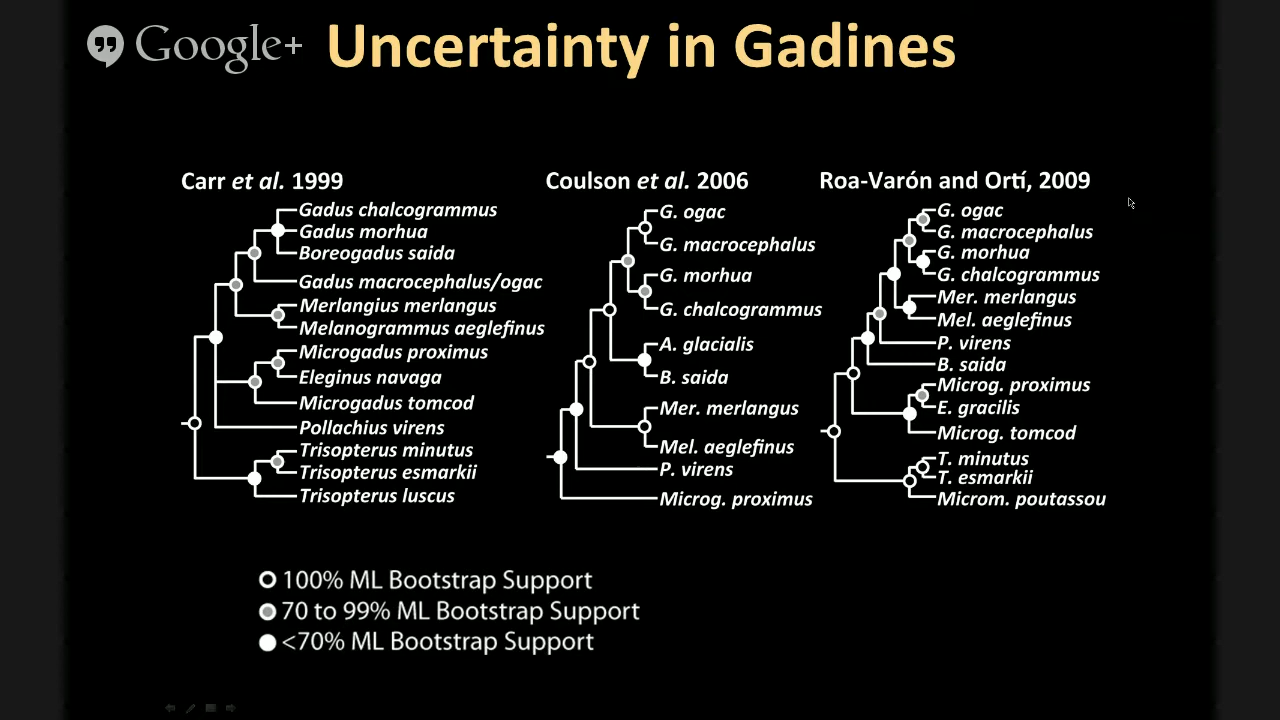 Google+ Uncertainty in Gadines
Carr et al. 1999
Gadus chalcogrammus
Gadus morhua
Boreogadus saida
Gadus macrocephalus/ogac
Merlangius merlangus
Melanogrammus aeglefinus
Microgadus proximus
Eleginus navaga
Microgadus tomcod
Pollachius virens
Trisopterus minutus
Trisopterus esmarkii
Trisopterus luscus
Coulson et al. 2006
G. ogac
G. macrocephalus
G. morhua
G. chalcogrammus
A. glacialis
B. saida
Mer. merlangus
Mel. aeglefinus
P. virens
Microg. proximus
Roa-Varón and Ortí, 2009
G. ogac
G. macrocephalus
G. morhua
G. chalcogrammus
Mer. merlangus
Mel. aeglefinus
P. virens
B. saida
Microg. proximus
E. gracilis
Microg. tomcod
T. minutus
T. esmarkii
Microm. poutassou
100% ML Bootstrap Support
70 to 99% ML Bootstrap Support
<70% ML Bootstrap Support